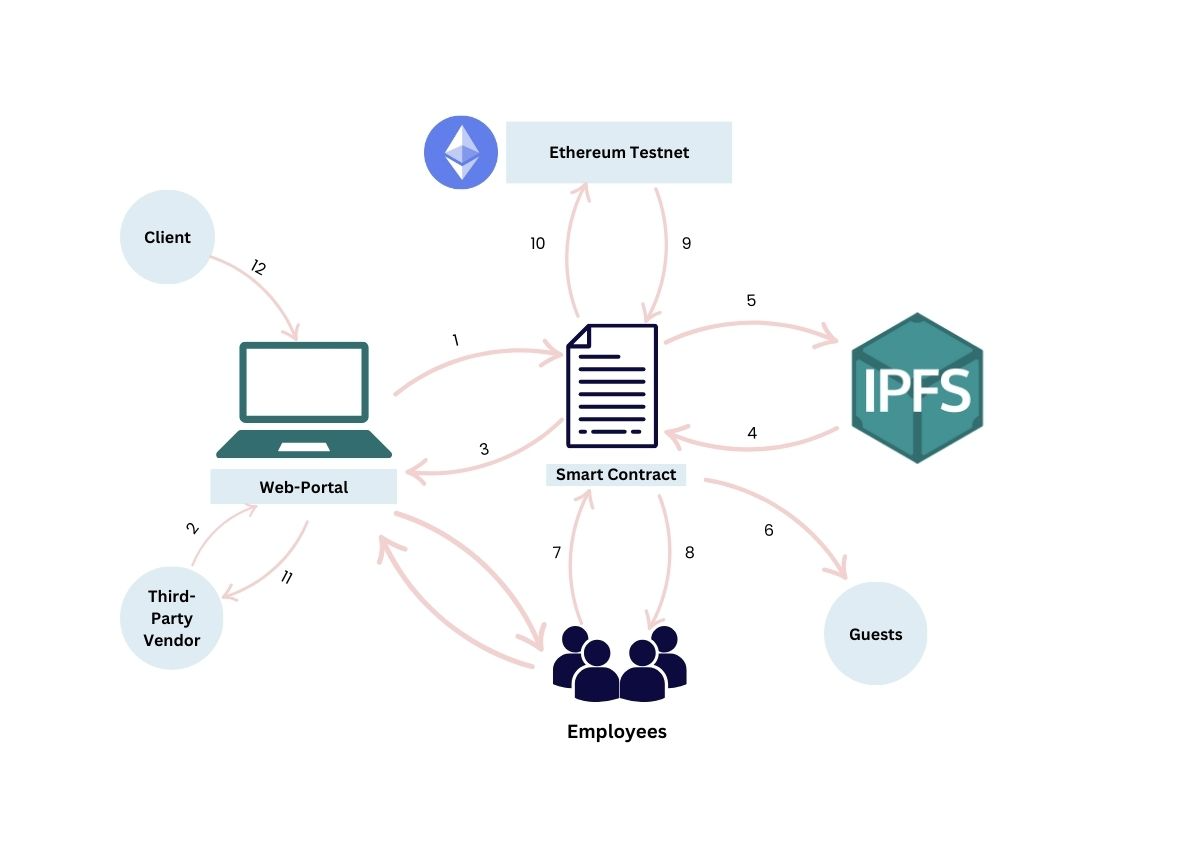 Ethereum Testnet
Client
12
10
9
5
1
IPFS
3
4
Smart Contract
Web-Portal
2
11
7
8
6
Third-
Party
Vendor
Guests
Employees